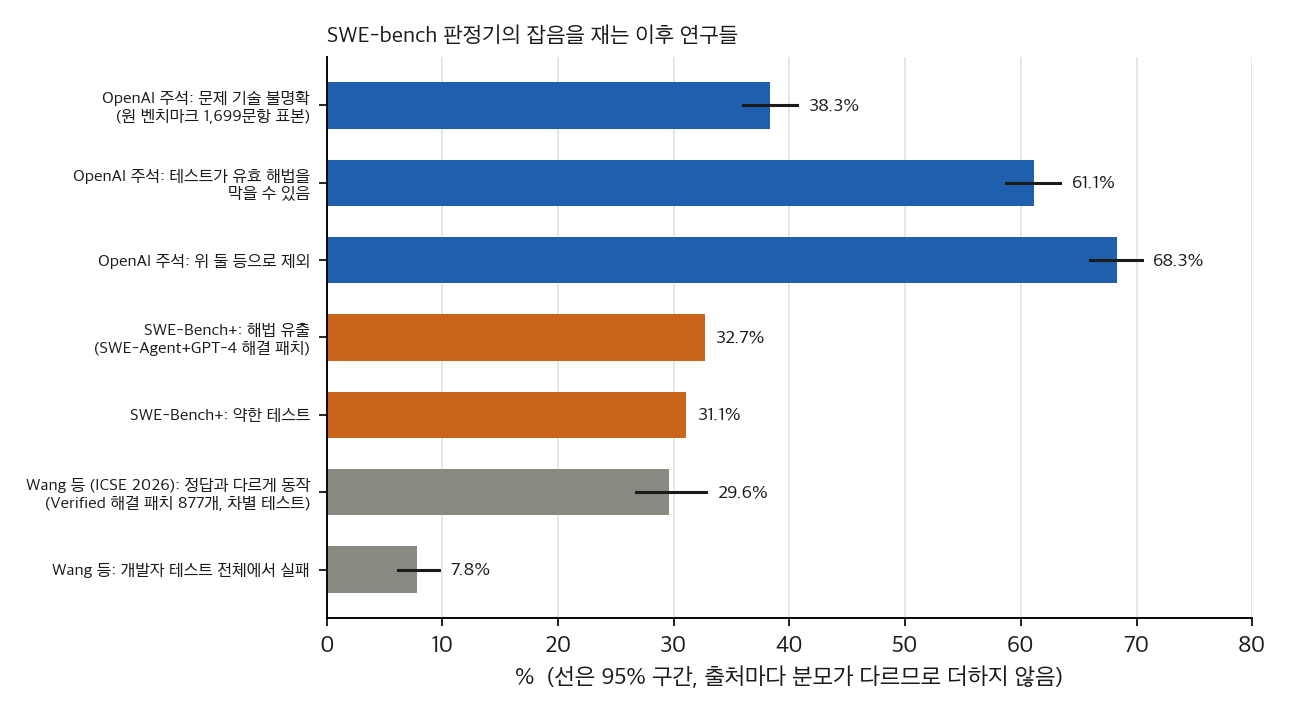 SWE-bench 판정기의 잡음을 재는 이후 연구들
OpenAI 주석: 문제 기술 불명확
(원 벤치마크 1,699문항 표본)
38.3%
OpenAI 주석: 테스트가 유효 해법을
막을 수 있음
61.1%
OpenAI 주석: 위 둘 등으로 제외
68.3%
SWE-Bench+: 해법 유출
(SWE-Agent+GPT-4 해결 패치)
32.7%
SWE-Bench+: 약한 테스트
31.1%
Wang 등 (ICSE 2026): 정답과 다르게 동작
(Verified 해결 패치 877개, 차별 테스트)
29.6%
Wang 등: 개발자 테스트 전체에서 실패
7.8%
0 10 20 30 40 50 60 70 80
% (선은 95% 구간, 출처마다 분모가 다르므로 더하지 않음)